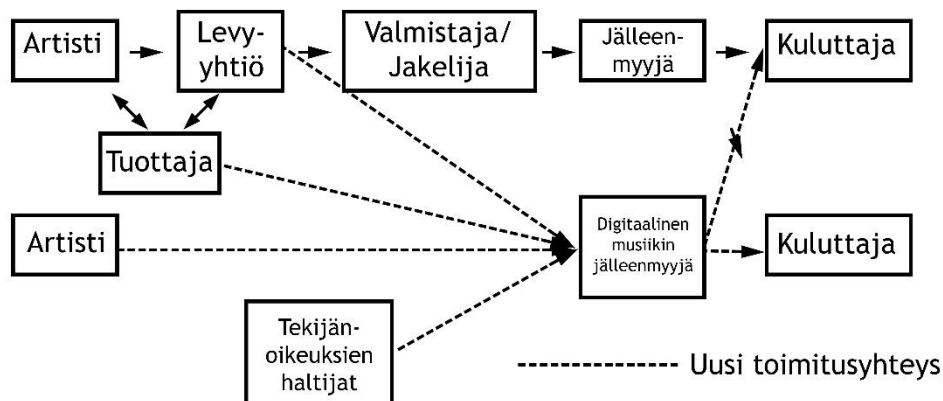 Artisti
Levy-
yhtiö
Valmistaja/
Jakelija
Jälleen-
myyjä
Kuluttaja
Tuottaja
Artisti
Digitaalinen
musiikin
jälleenmyyjä
Kuluttaja
Tekijän-
oikeuksien
haltijat
Uusi toimitusyhteys